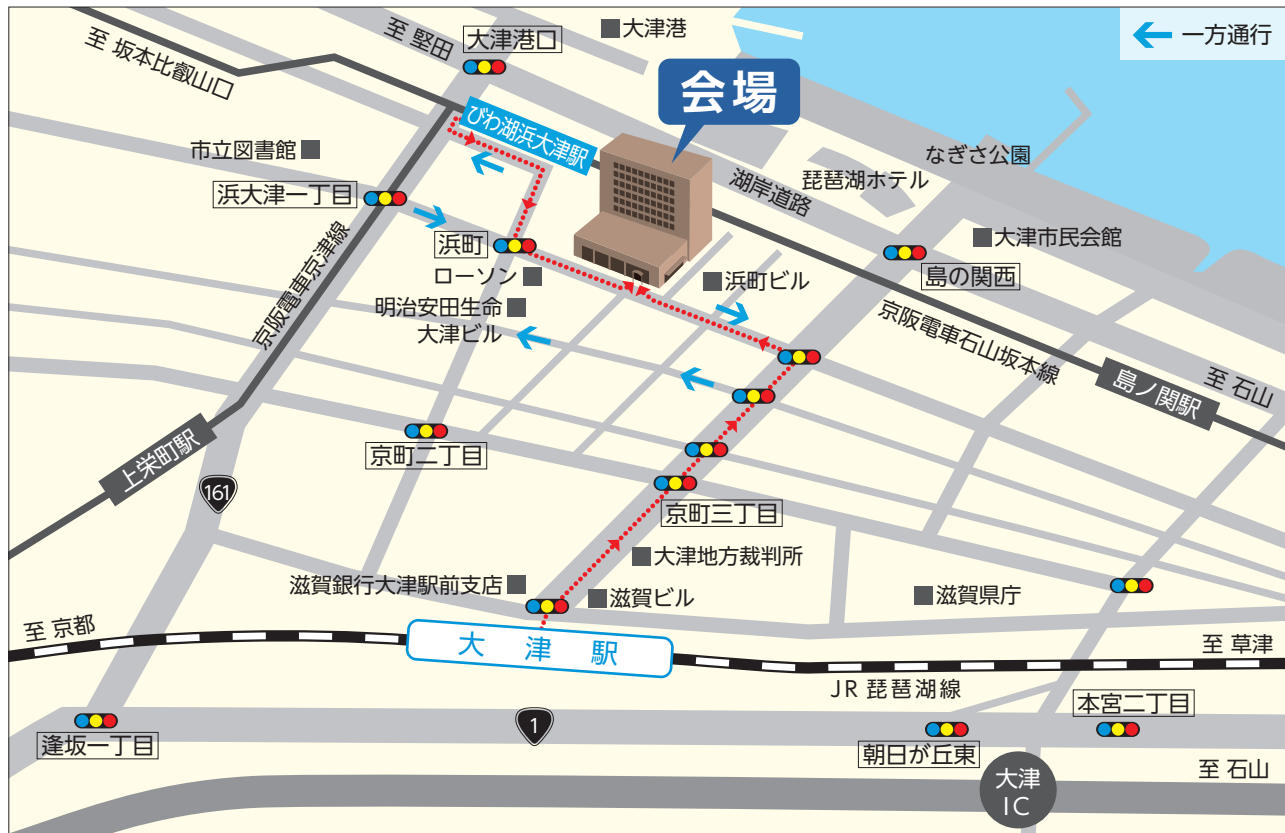 一方通行
至 堅田
大津港口
大津港
至 坂本比叡山口
会場
びわ湖浜大津駅
市立図書館
なぎさ公園
湖岸道路
琵琶湖ホテル
浜大津一丁目
浜町
大津市民会館
島の関西
ローソン
浜町ビル
京阪電車京津線
明治安田生命
大津ビル
京阪電車石山坂本線
至 石山
島ノ関駅
上栄町駅
京町二丁目
161
京町三丁目
大津地方裁判所
滋賀銀行大津駅前支店
滋賀ビル
滋賀県庁
至 京都
大津駅
至 草津
JR 琵琶湖線
本宮二丁目
1
逢坂一丁目
朝日が丘東
至 石山
大津
IC